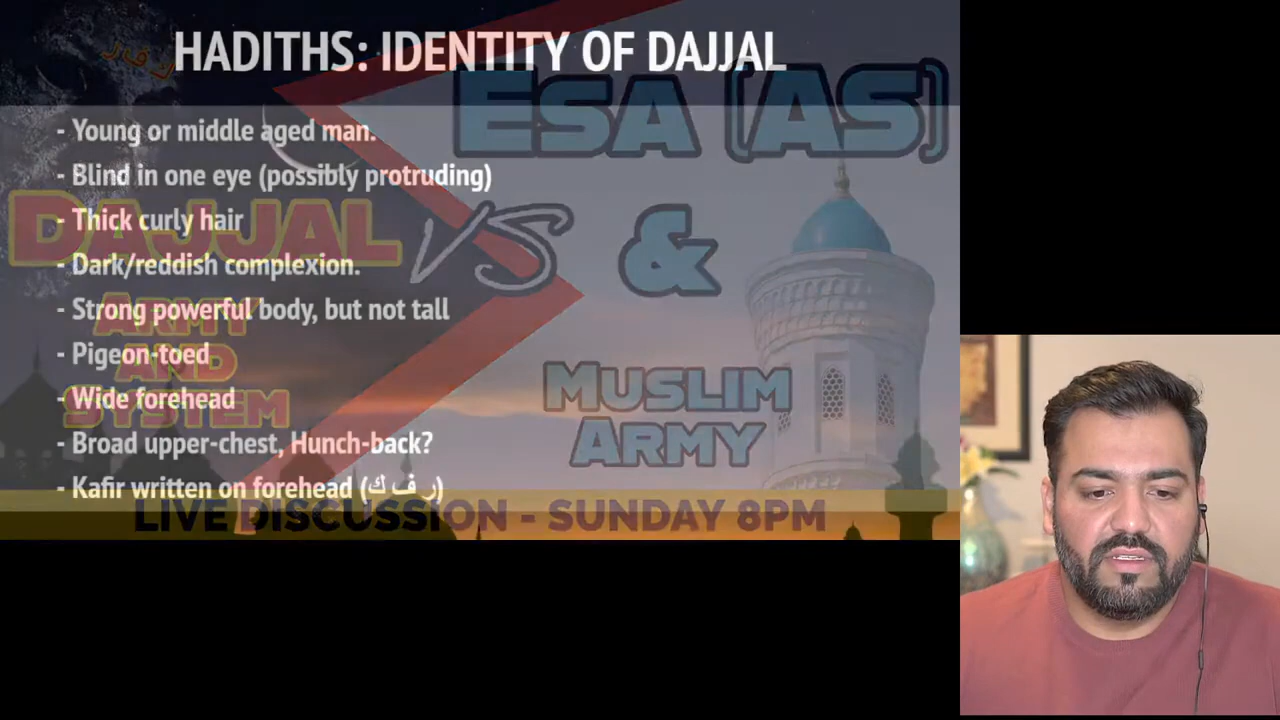 HADITHS: IDENTITY OF DAJJAL
- Young or middle aged man.
- Blind in one eye (possibly protruding)
- Thick curly hair
- Dark/reddish complexion.
- Strong powerful body, but not tall
- Pigeon-toed
- Wide forehead
- Broad upper-chest, Hunch-back?
- Kafir written on forehead (ك ف ر)
ك ف ر
ESA (AS)
DAJJAL VS &
ARMY
AND
SYSTEM
MUSLIM
ARMY
LIVE DISCUSSION - SUNDAY 8PM